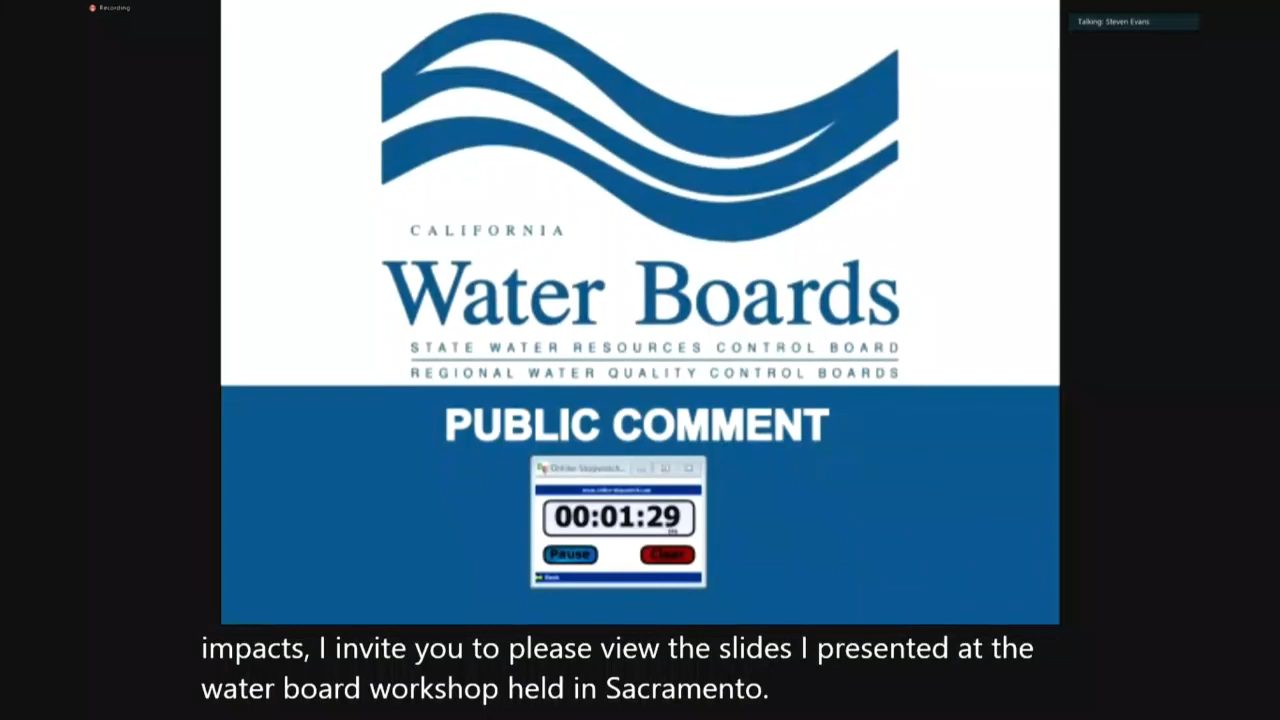 Recording
Talking: Steven Evans
CALIFORNIA
Water Boards
STATE WATER RESOURCES CONTROL BOARD
REGIONAL WATER QUALITY CONTROL BOARDS
PUBLIC COMMENT
00:01:29
Pause
Clear
impacts, I invite you to please view the slides I presented at the
water board workshop held in Sacramento.